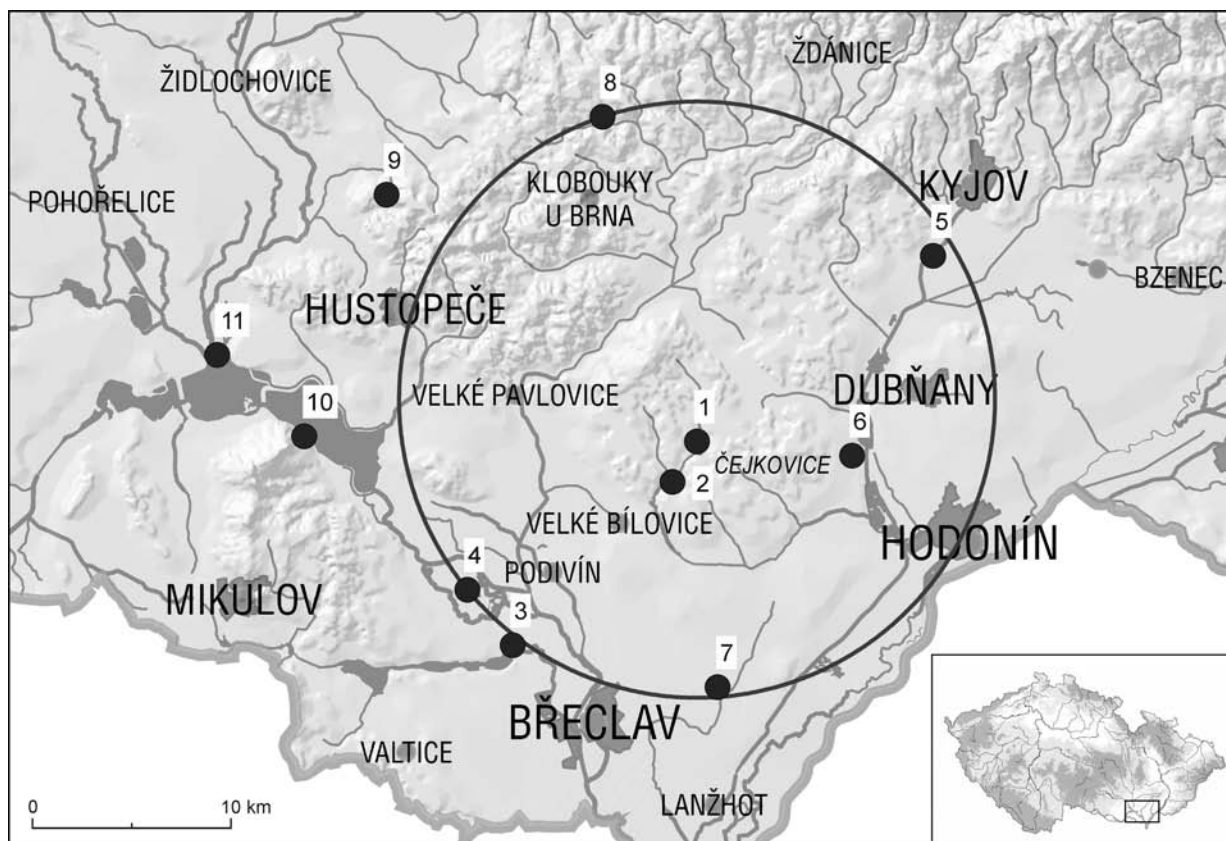 ŽDÁNICE
ŽIDLOCHOVICE
8
9
KLOBOUKY
U BRNA
KYJOV
POHOŘELICE
5
BZENEC
HUSTOPEČE
11
DUBŇANY
VELKÉ PAVLOVICE
10
1
6
ČEJKOVICE
2
VELKÉ BÍLOVICE
HODONÍN
4
PODIVÍN
MIKULOV
3
7
BŘECLAV
VALTICE
LANŽHOT
0 10 km